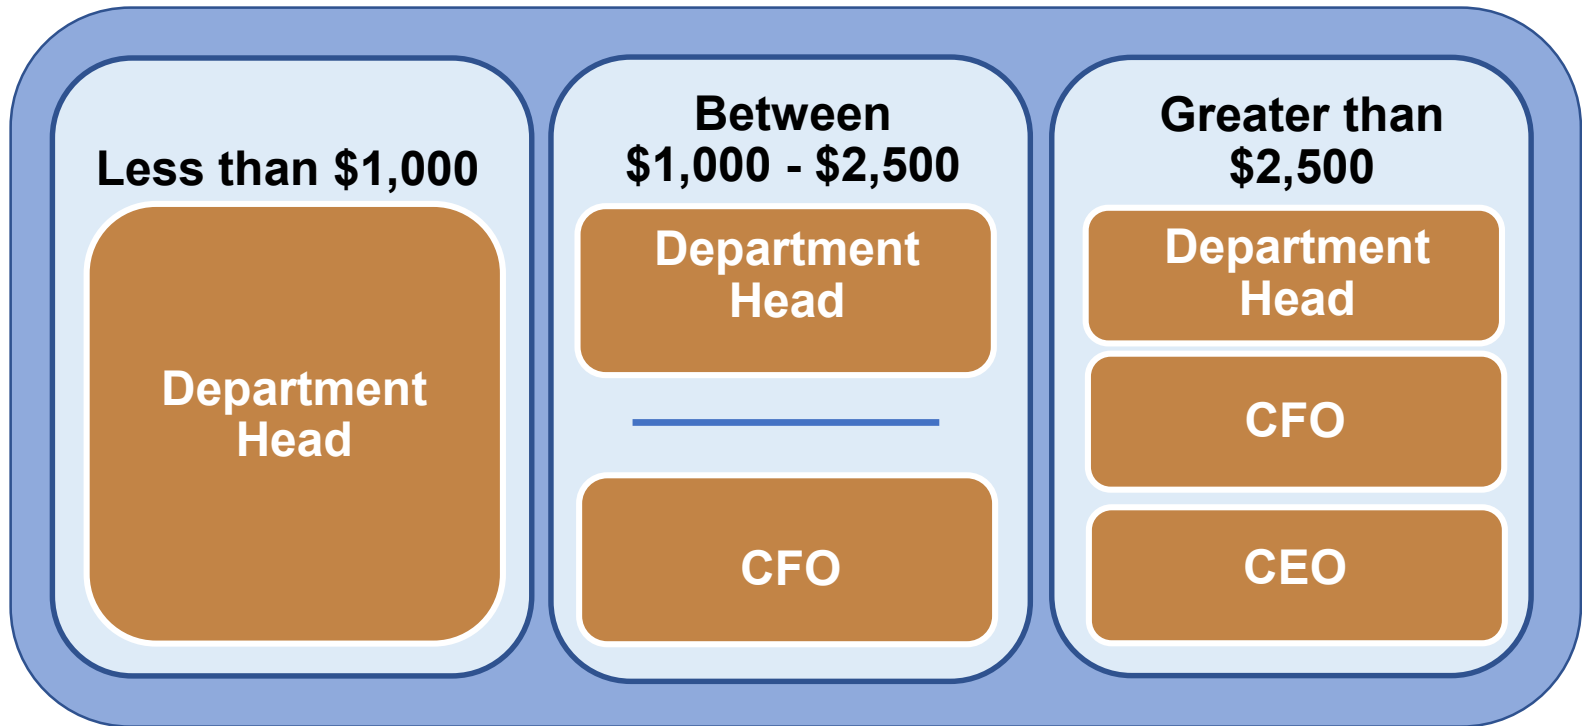 Less than $1,000
Department
Head
Between
$1,000 - $2,500
Department
Head
CFO
Greater than
$2,500
Department
Head
CFO
CEO